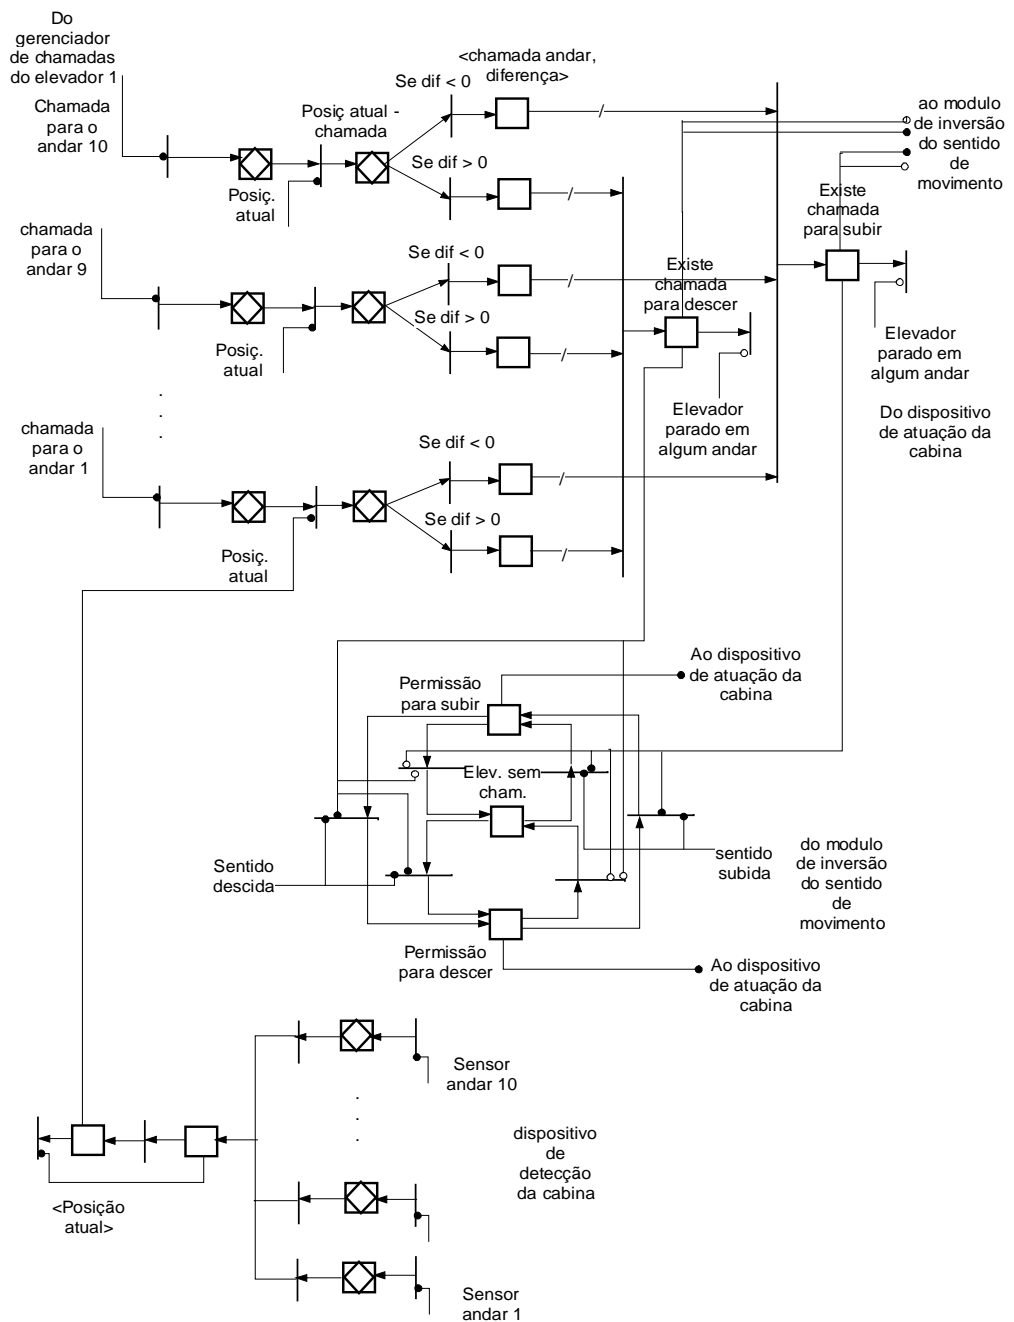 Do
gerenciador
de chamadas
do elevador 1
Chamada
para o
andar 10
Posiç.
atual
Posiç atual -
chamada
Se dif < 0
Se dif > 0
<chamada andar,
diferença>
ao modulo
de inversão
do sentido
de
movimento
Existe
chamada
para subir
chamada
para o
andar 9
Posiç.
atual
Se dif < 0
Se dif > 0
Existe
chamada
para descer
Elevador
parado em
algum andar
Elevador
parado em
algum andar
Do dispositivo
de atuação da
cabina
.
.
.
chamada
para o
andar 1
Posiç.
atual
Se dif < 0
Se dif > 0
Permissão
para subir
Ao dispositivo
de atuação da
cabina
Elev. sem
cham.
Sentido
descida
sentido
subida
do modulo
de inversão
do sentido
de
movimento
Permissão
para descer
Ao dispositivo
de atuação da
cabina
Sensor
andar 10
.
.
.
dispositivo
de
detecção
da cabina
<Posição
atual>
Sensor
andar 1